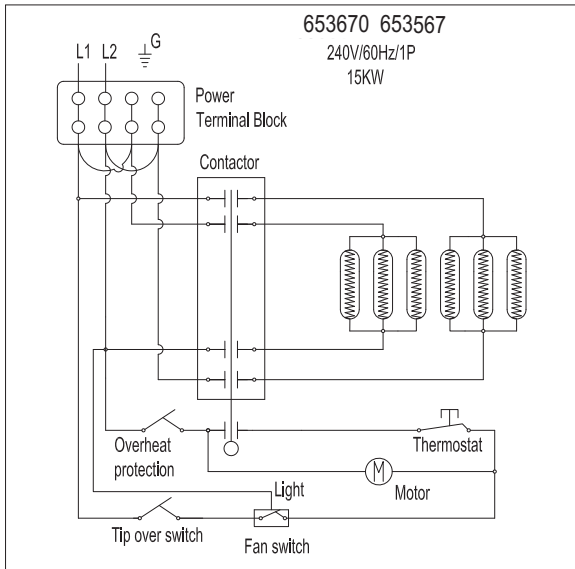 653670 653567
240V/60Hz/1P
15KW
L1 L2 G
Power
Terminal Block
Contactor
Overheat
protection
Thermostat
M
Motor
Light
Tip over switch
Fan switch